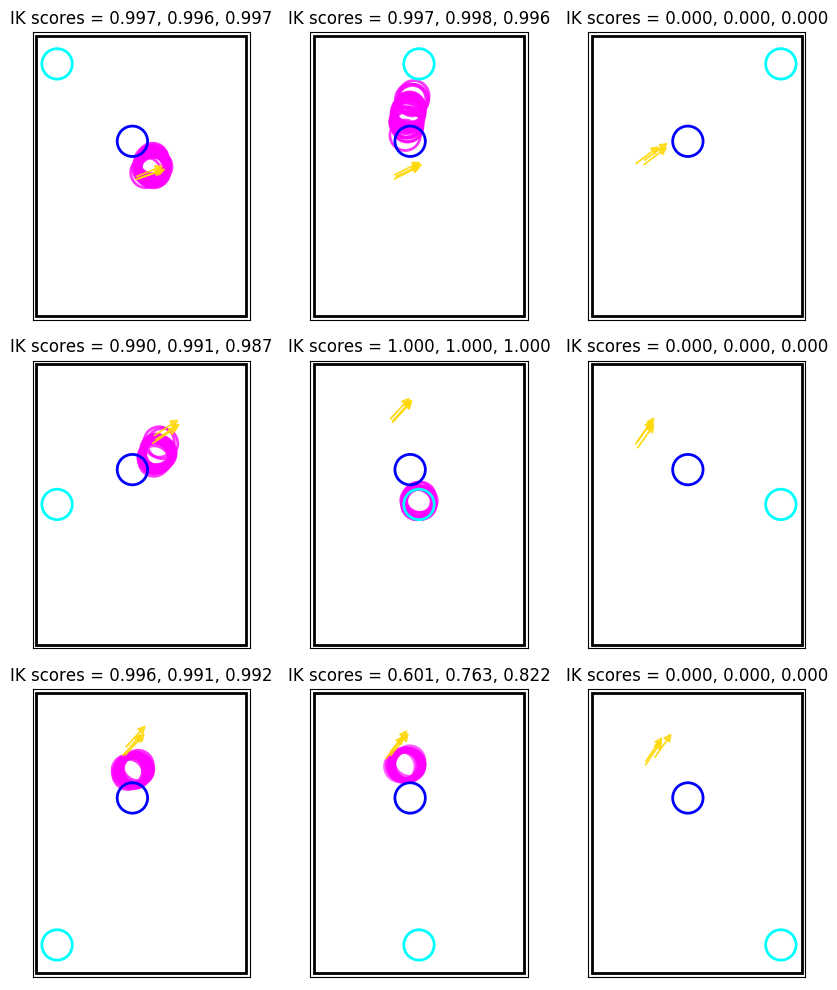 IK scores = 0.997, 0.996, 0.997
IK scores = 0.997, 0.998, 0.996
IK scores = 0.000, 0.000, 0.000
IK scores = 0.990, 0.991, 0.987
IK scores = 1.000, 1.000, 1.000
IK scores = 0.000, 0.000, 0.000
IK scores = 0.996, 0.991, 0.992
IK scores = 0.601, 0.763, 0.822
IK scores = 0.000, 0.000, 0.000